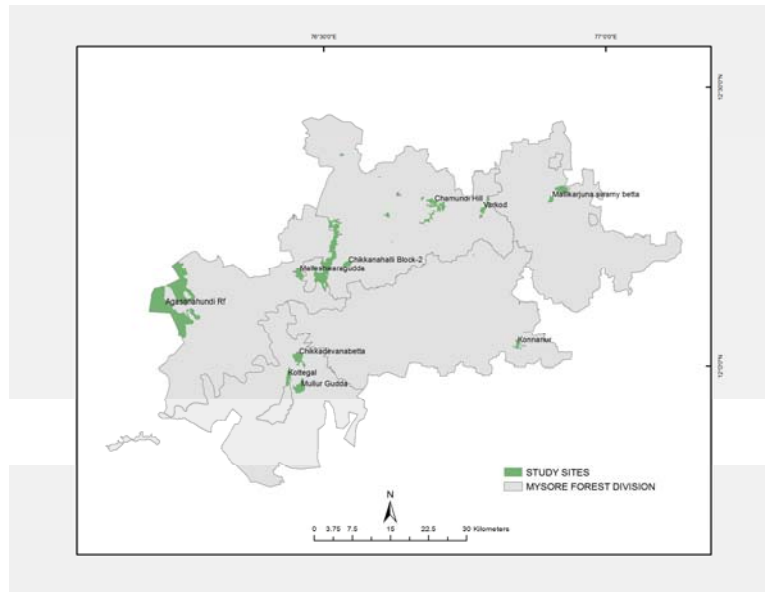 76°30'0"E
77°0'0"E
12°30'0"N
Mallikarjuna swamy betta
Chamundi Hill
Varkod
Chikkanahalli Block-2
Malleshwaragudda
Agasanahundi Rf
Konnanur
Chikkadevanabetta
12°0'0"N
Kottegal
Mullur Gudda
STUDY SITES
MYSORE FOREST DIVISION
N
0 3.75 7.5 15 22.5 30 Kilometers